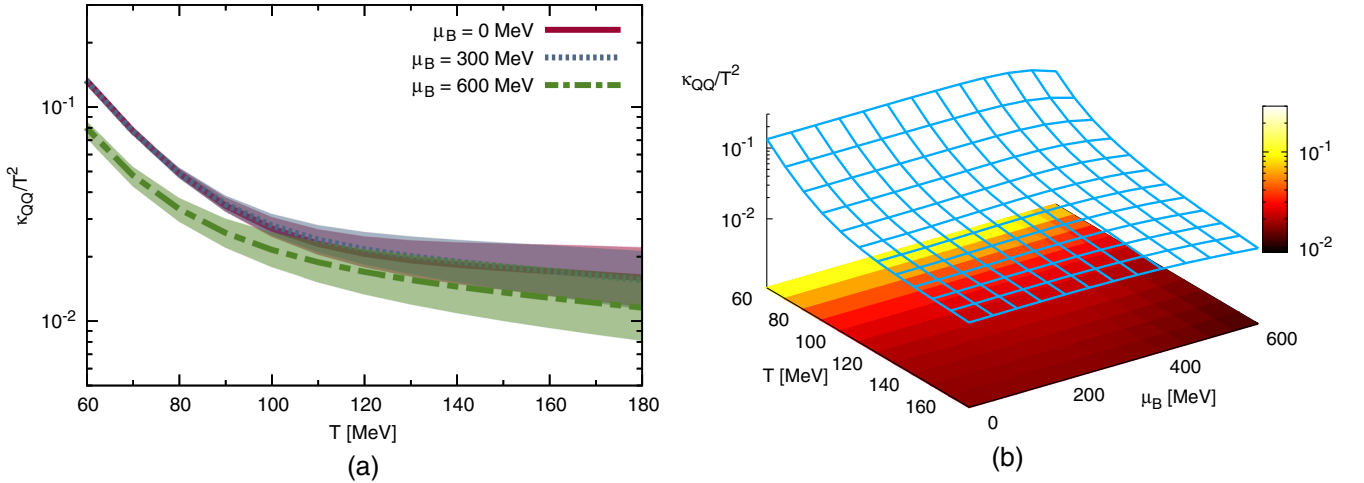 μB = 0 MeV
μB = 300 MeV
μB = 600 MeV
10-1
10-2
κQQ/T2
60 80 100 120 140 160 180
T [MeV]
(a)
κQQ/T2
10-1
10-2
10-1
10-2
60
80
100
120
140
160
T [MeV]
0
200
400
600
μB [MeV]
(b)